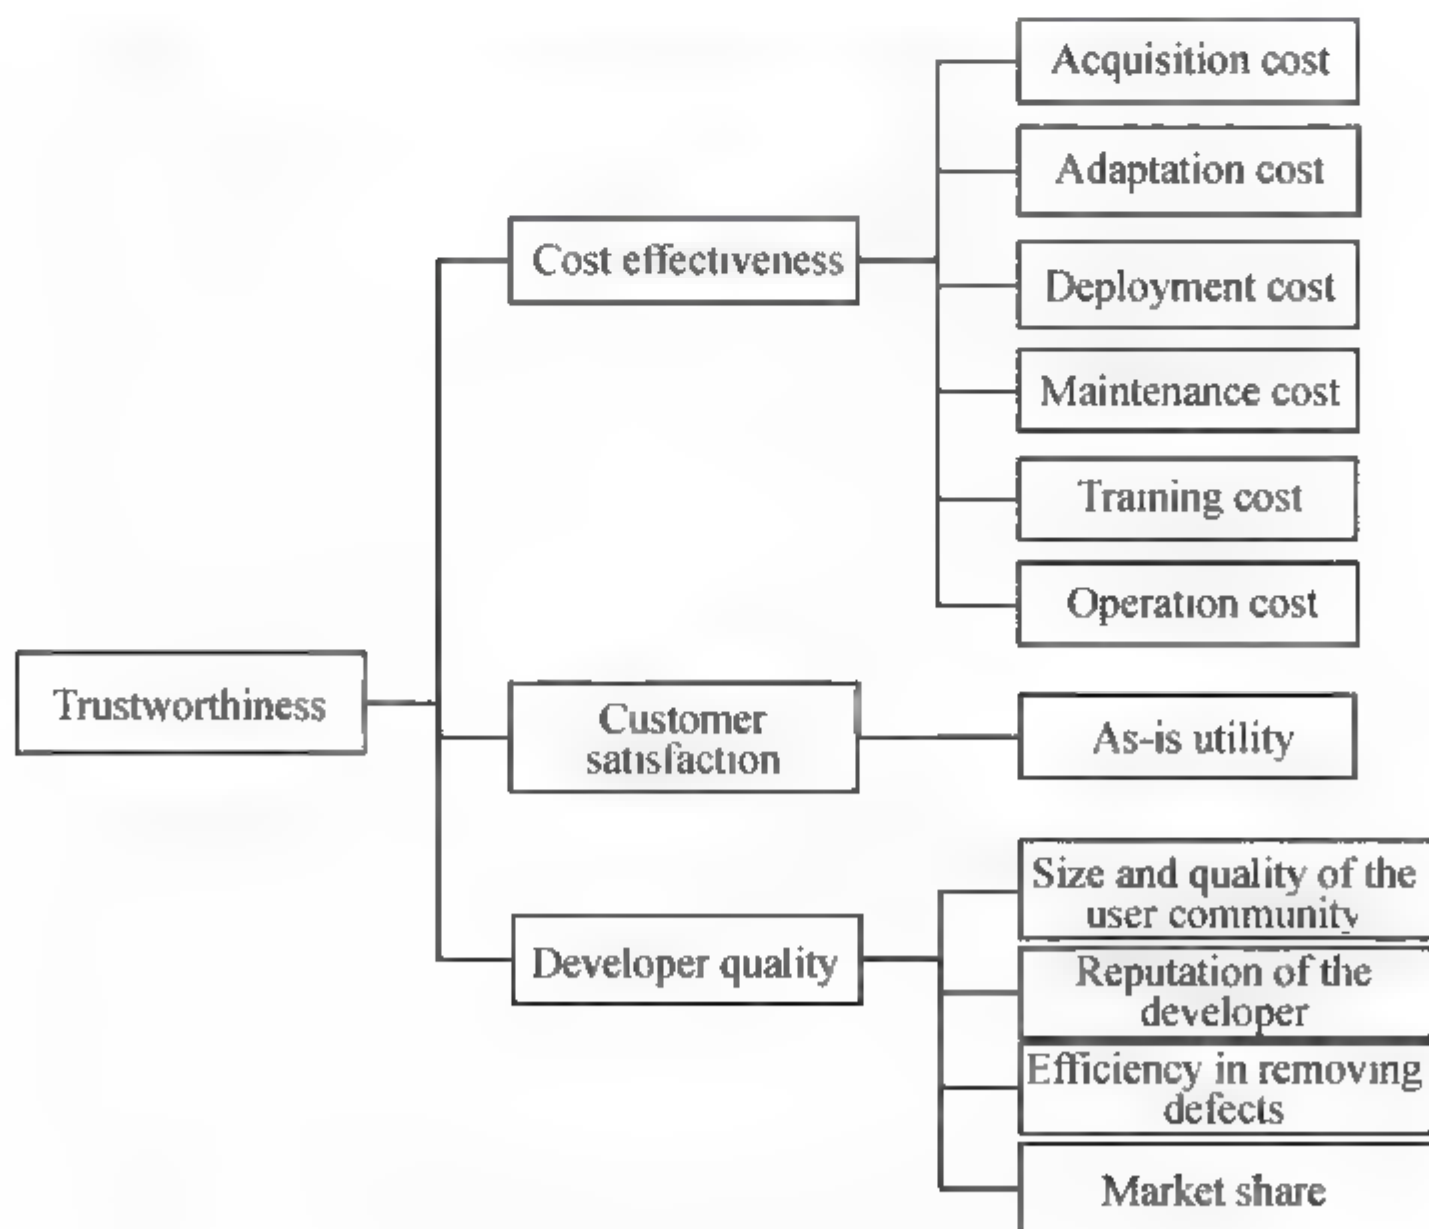 Acquisition cost
Adaptation cost
Cost effectiveness
Deployment cost
Maintenance cost
Training cost
Operation cost
Trustworthiness
Customer
satisfaction
As-is utility
Size and quality of the
user community
Developer quality
Reputation of the
developer
Efficiency in removing
defects
Market share